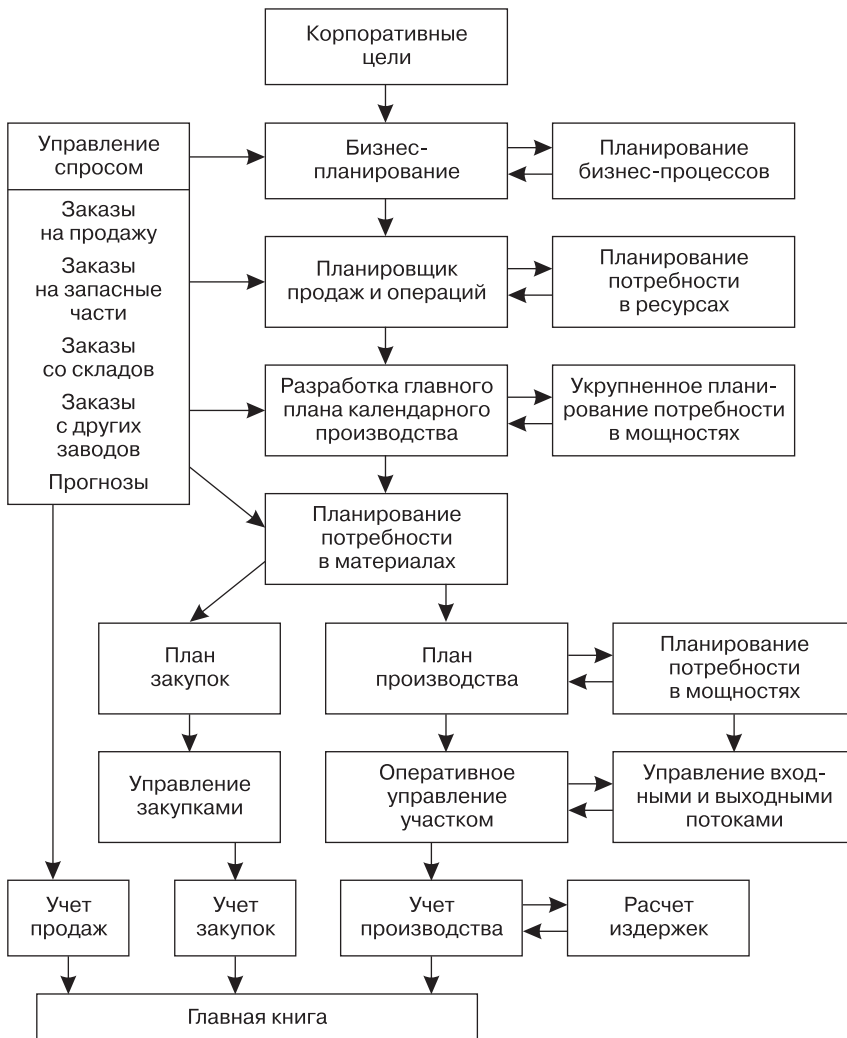 Корпоративные
цели
Управление
спросом
Бизнес-
планирование
Планирование
бизнес-процессов
Заказы
на продажу
Заказы
на запасные
части
Заказы
со складов
Заказы
с других
заводов
Прогнозы
Планировщик
продаж и операций
Планирование
потребности
в ресурсах
Разработка главного
плана календарного
производства
Укрупненное плани-
рование потребности
в мощностях
Планирование
потребности
в материалах
План
закупок
План
производства
Планирование
потребности
в мощностях
Управление
закупками
Оперативное
управление
участком
Управление вход-
ными и выходными
потоками
Учет
продаж
Учет
закупок
Учет
производства
Расчет
издержек
Главная книга